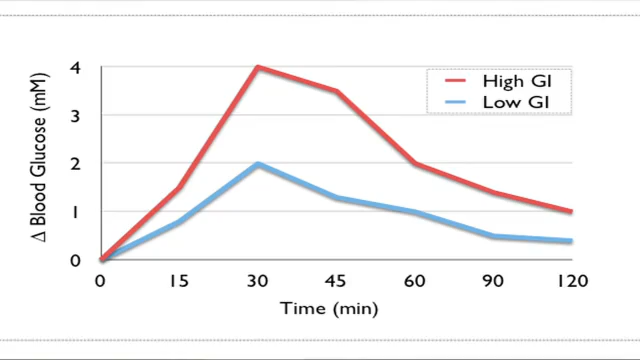 4
3
2
1
0
Δ Blood Glucose (mM)
High GI
Low GI
0 15 30 45 60 90 120
Time (min)